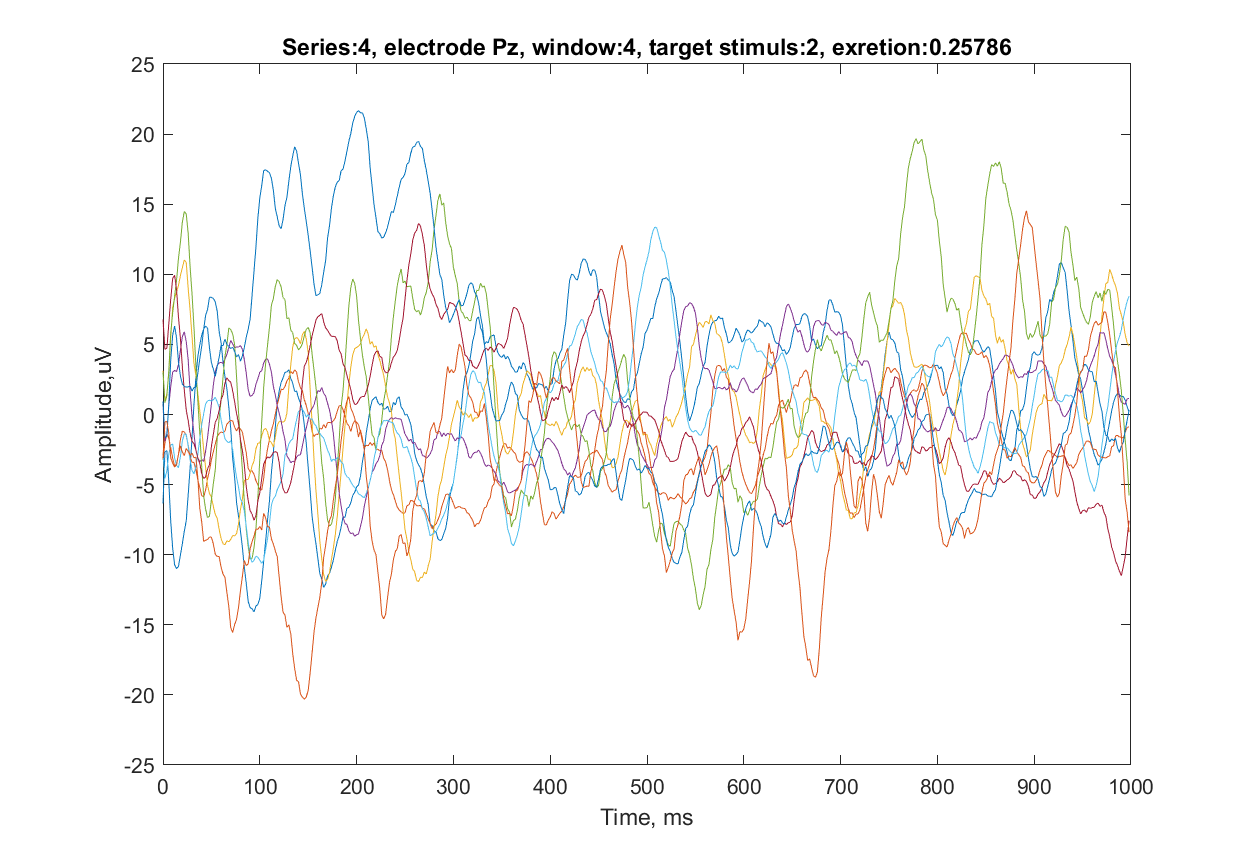 Series:4, electrode Pz, window:4, target stimuls:2, exretion:0.25786
25
20
15
10
5
0
-5
-10
-15
-20
-25
Amplitude,uV
0 100 200 300 400 500 600 700 800 900 1000
Time, ms